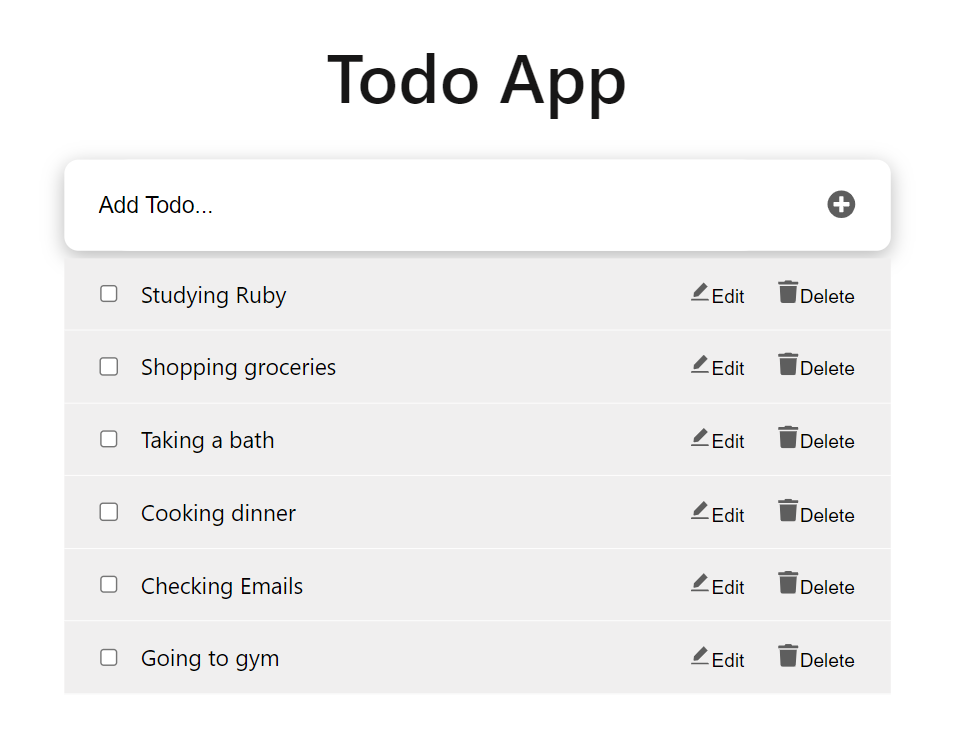 Todo App
Add Todo...
Studying Ruby Edit Delete
Shopping groceries Edit Delete
Taking a bath Edit Delete
Cooking dinner Edit Delete
Checking Emails Edit Delete
Going to gym Edit Delete